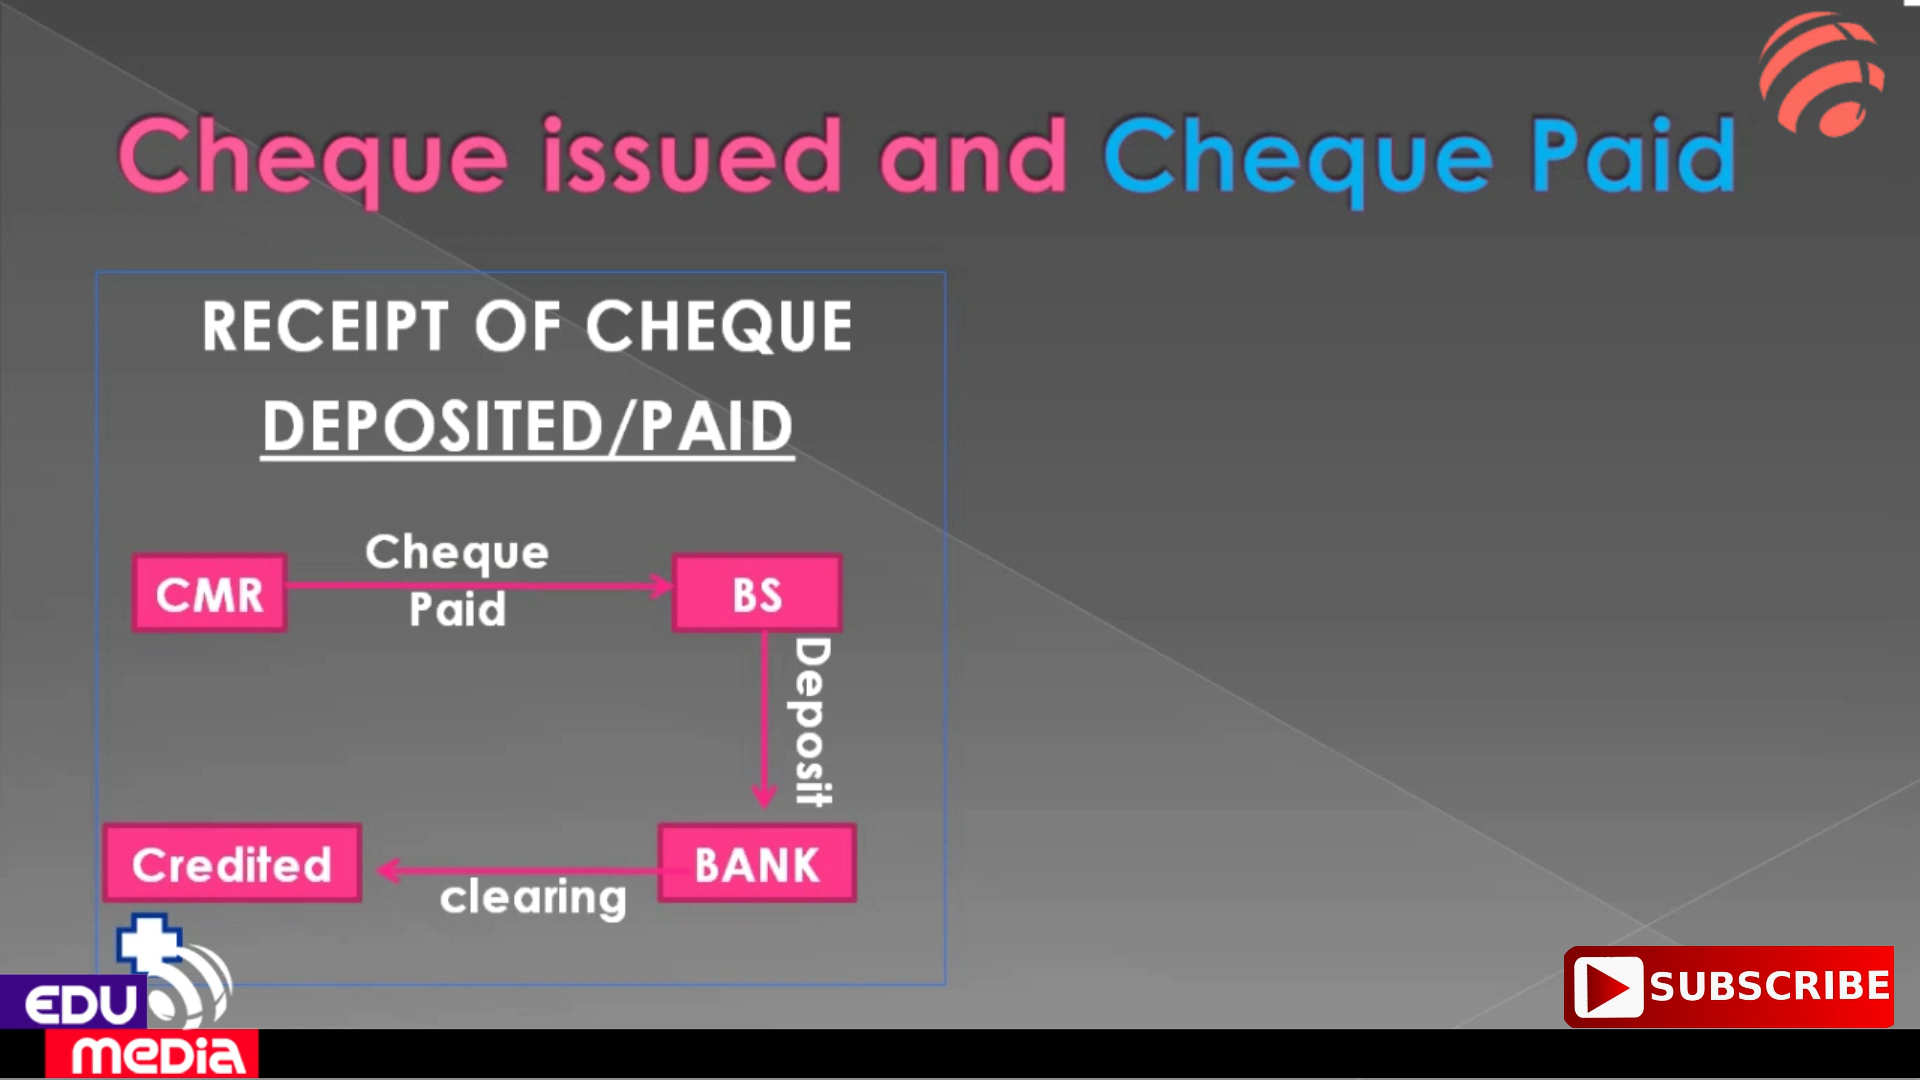 Cheque issued and Cheque Paid
RECEIPT OF CHEQUE
DEPOSITED/PAID
CMR
Cheque
Paid
BS
Deposit
Credited
clearing
BANK
EDU
meDia
SUBSCRIBE